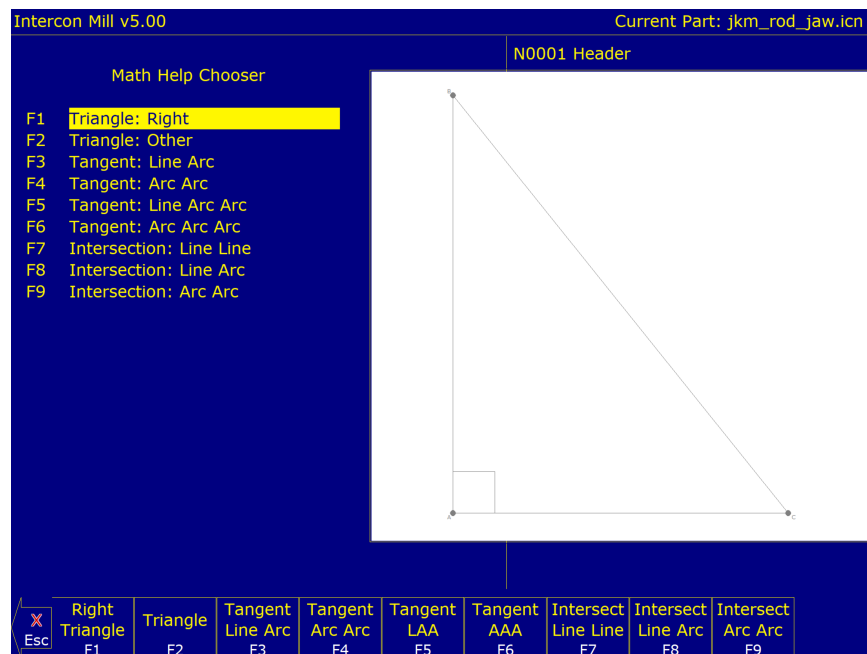 Intercon Mill v5.00
Current Part: jkm_rod_jaw.icn
N0001 Header
Math Help Chooser
F1 Triangle: Right
F2 Triangle: Other
F3 Tangent: Line Arc
F4 Tangent: Arc Arc
F5 Tangent: Line Arc Arc
F6 Tangent: Arc Arc Arc
F7 Intersection: Line Line
F8 Intersection: Line Arc
F9 Intersection: Arc Arc
B
A
C
X
Esc
Right
Triangle
F1
Triangle
F2
Tangent
Line Arc
F3
Tangent
Arc Arc
F4
Tangent
LAA
F5
Tangent
AAA
F6
Intersect
Line Line
F7
Intersect
Line Arc
F8
Intersect
Arc Arc
F9